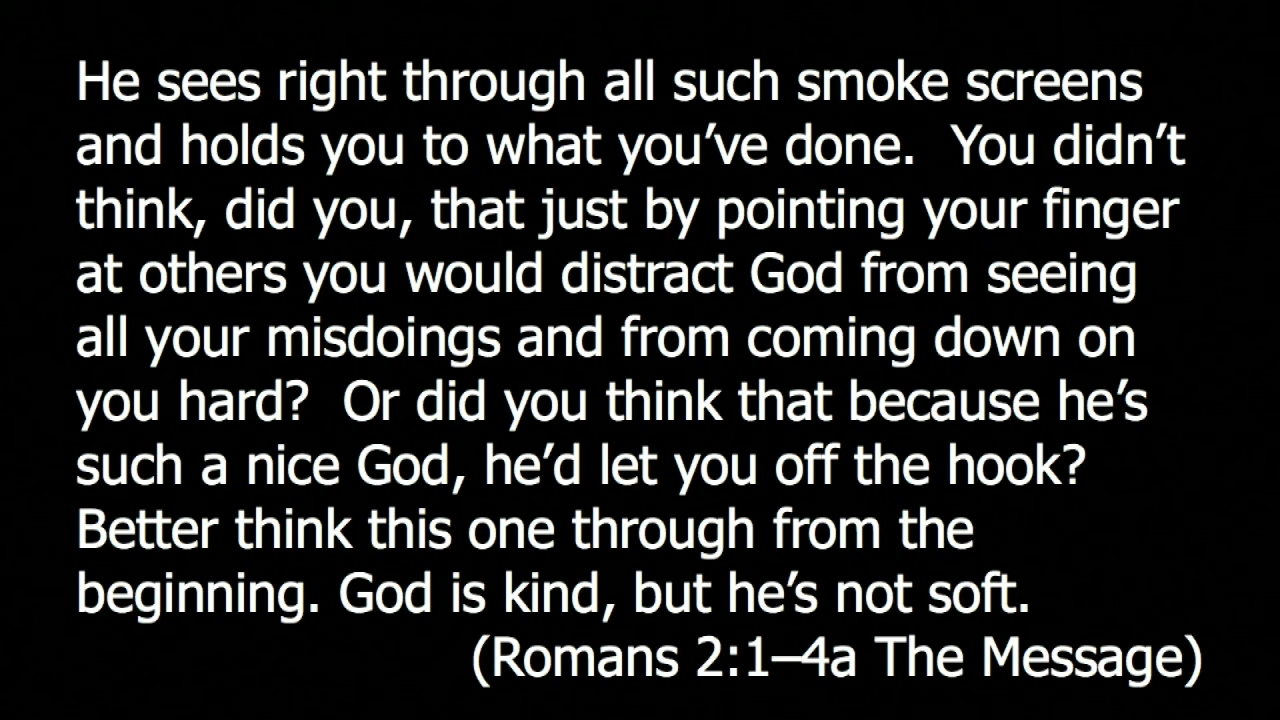 He sees right through all such smoke screens
and holds you to what you’ve done.  You didn’t
think, did you, that just by pointing your finger
at others you would distract God from seeing
all your misdoings and from coming down on
you hard?  Or did you think that because he’s
such a nice God, he’d let you off the hook?
Better think this one through from the
beginning. God is kind, but he’s not soft.
(Romans 2:1–4a The Message)